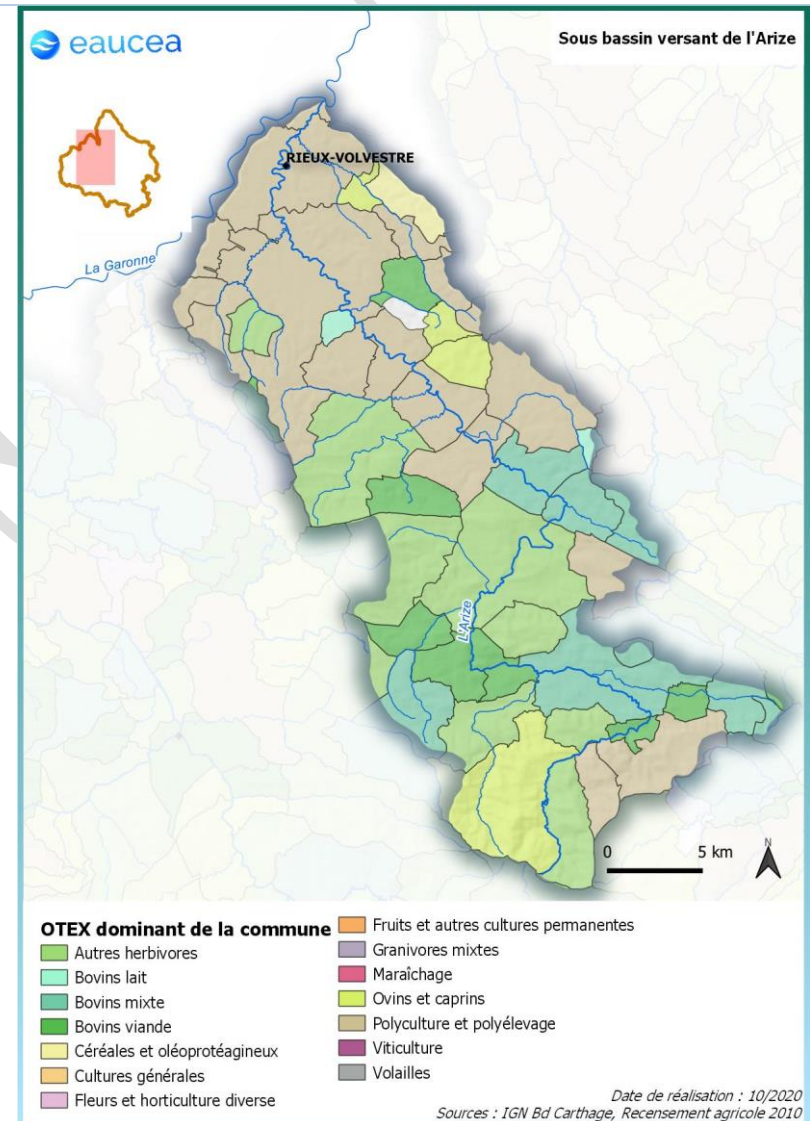 eaucea
Sous bassin versant de l'Arize
RIEUX-VOLVESTRE
La Garonne
L'Arize
N
0 5 km
OTEX dominant de la commune
Autres herbivores
Bovins lait
Bovins mixte
Bovins viande
Céréales et oléoprotéagineux
Cultures générales
Fleurs et horticulture diverse
Fruits et autres cultures permanentes
Granivores mixtes
Maraîchage
Ovins et caprins
Polyculture et polyélevage
Viticulture
Volailles
Date de réalisation : 10/2020
Sources : IGN Bd Carthage, Recensement agricole 2010